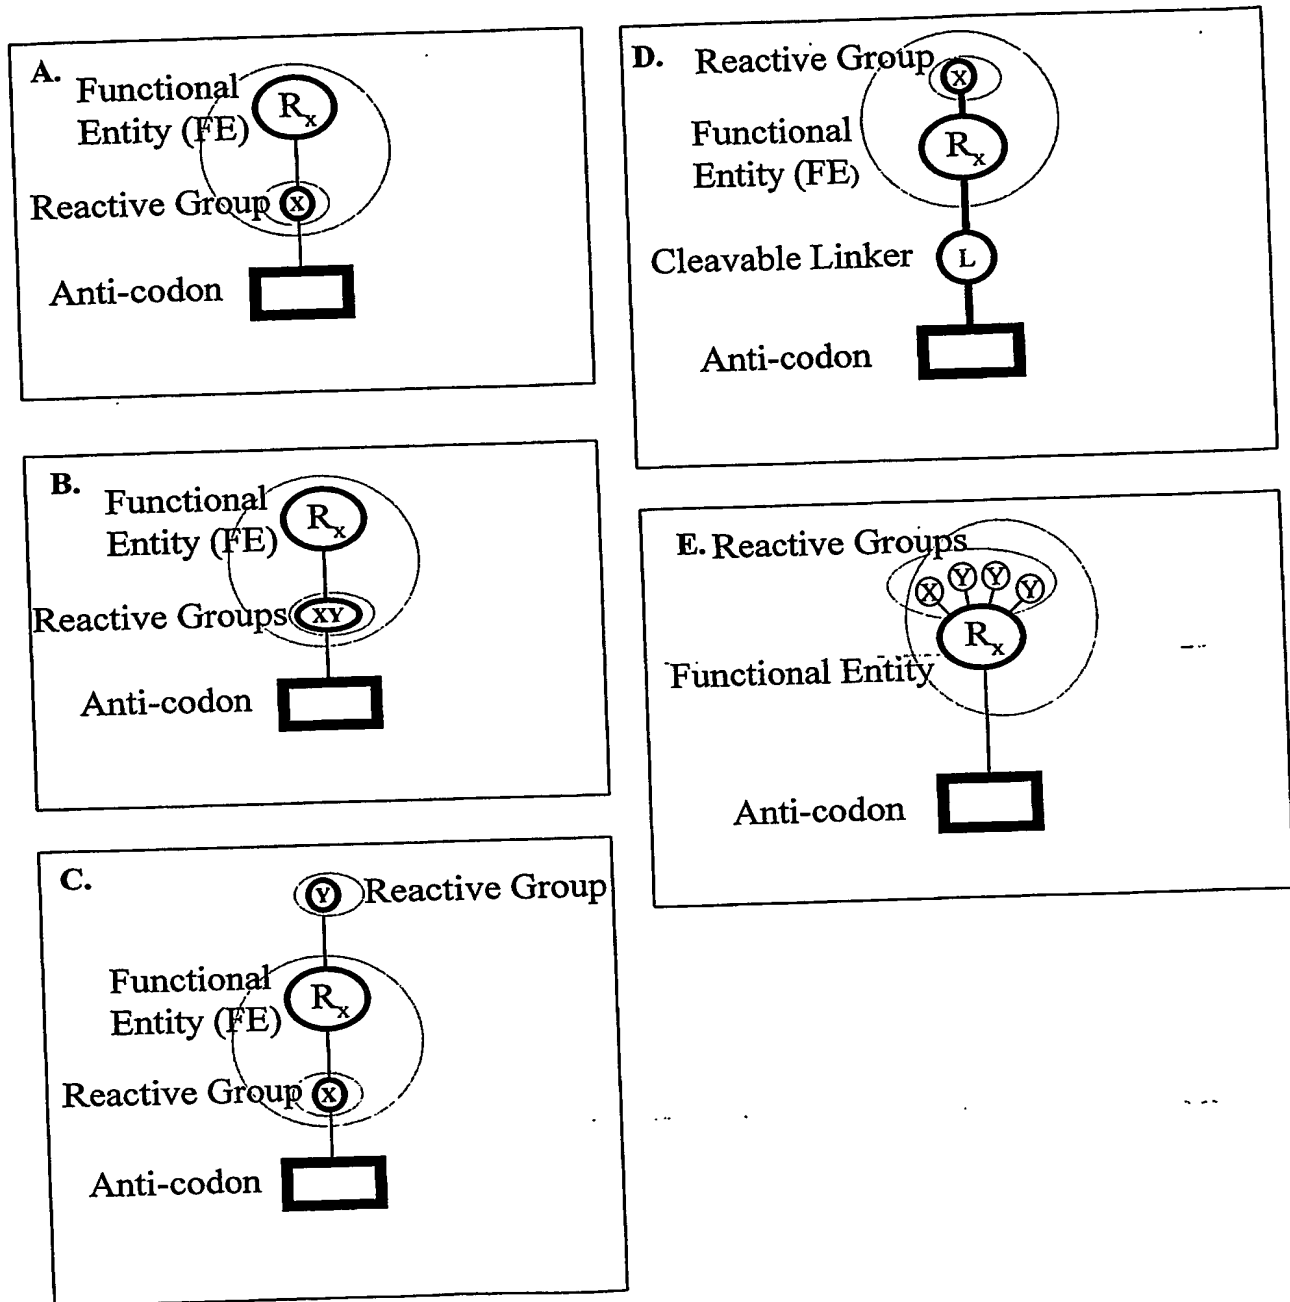 A.
Functional
Entity (FE)
Rx
Reactive Group
X
Anti-codon
B.
Functional
Entity (FE)
Rx
Reactive Groups
XY
Anti-codon
C.
Y
Reactive Group
Functional
Entity (FE)
Rx
Reactive Group
X
Anti-codon
D.
Reactive Group
X
Functional
Entity (FE)
Rx
Cleavable Linker
L
Anti-codon
E. Reactive Groups
X Y Y Y
Rx
Functional Entity
Anti-codon